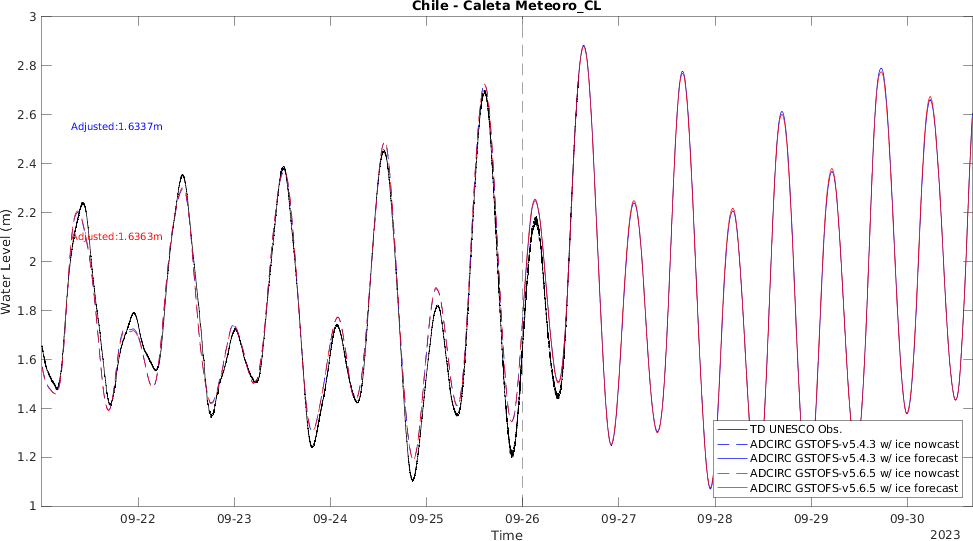 Chile - Caleta Meteoro_CL
3
2.8
2.6
2.4
2.2
2
1.8
1.6
1.4
1.2
1
Water Level (m)
Adjusted:1.6337m
Adjusted:1.6363m
TD UNESCO Obs.
ADCIRC GSTOFS-v5.4.3 w/ ice nowcast
ADCIRC GSTOFS-v5.4.3 w/ ice forecast
ADCIRC GSTOFS-v5.6.5 w/ ice nowcast
ADCIRC GSTOFS-v5.6.5 w/ ice forecast
09-22 09-23 09-24 09-25 09-26 09-27 09-28 09-29 09-30
Time
2023